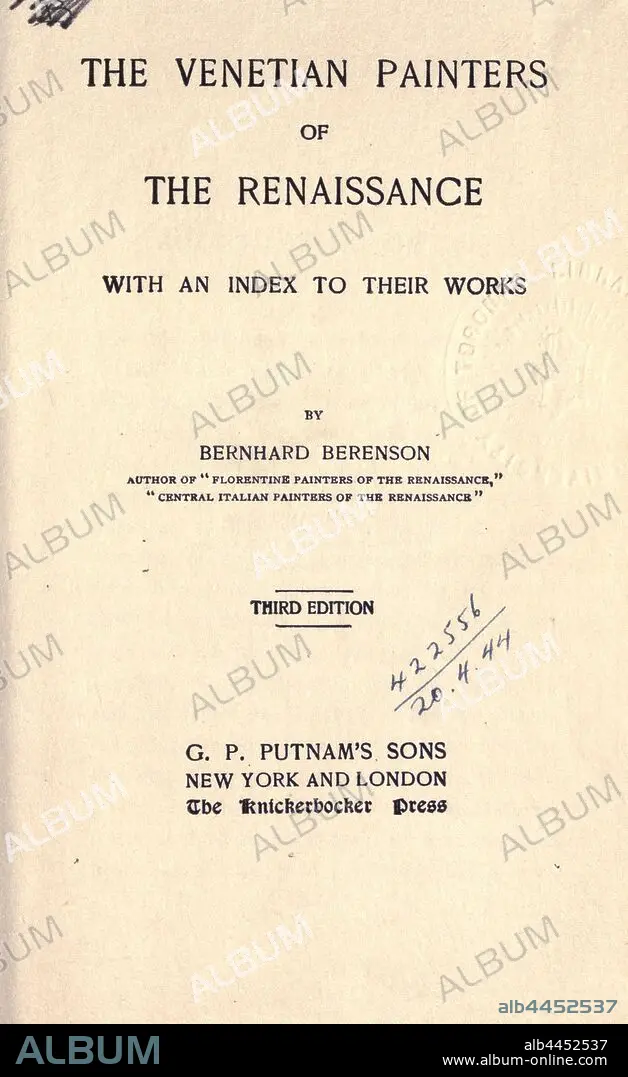 THE VENETIAN PAINTERS
OF
THE RENAISSANCE
WITH AN INDEX TO THEIR WORKS
BY
BERNHARD BERENSON
AUTHOR OF "FLORENTINE PAINTERS OF THE RENAISSANCE,"
"CENTRAL ITALIAN PAINTERS OF THE RENAISSANCE"
THIRD EDITION
422556
20.4.44
G. P. PUTNAM'S SONS
NEW YORK AND LONDON
The Knickerbocker Press
alb4452537
ALBUM
alb4452537
www.album-online.com